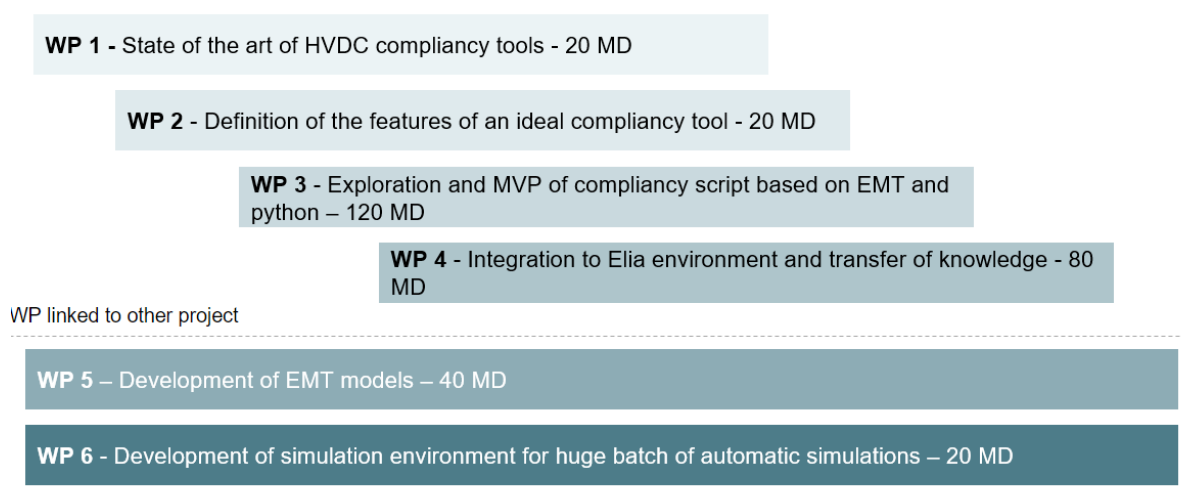 WP 1 - State of the art of HVDC compliancy tools - 20 MD
WP 2 - Definition of the features of an ideal compliancy tool - 20 MD
WP 3 - Exploration and MVP of compliancy script based on EMT and
python – 120 MD
WP 4 - Integration to Elia environment and transfer of knowledge - 80
MD
WP linked to other project
WP 5 – Development of EMT models – 40 MD
WP 6 - Development of simulation environment for huge batch of automatic simulations – 20 MD